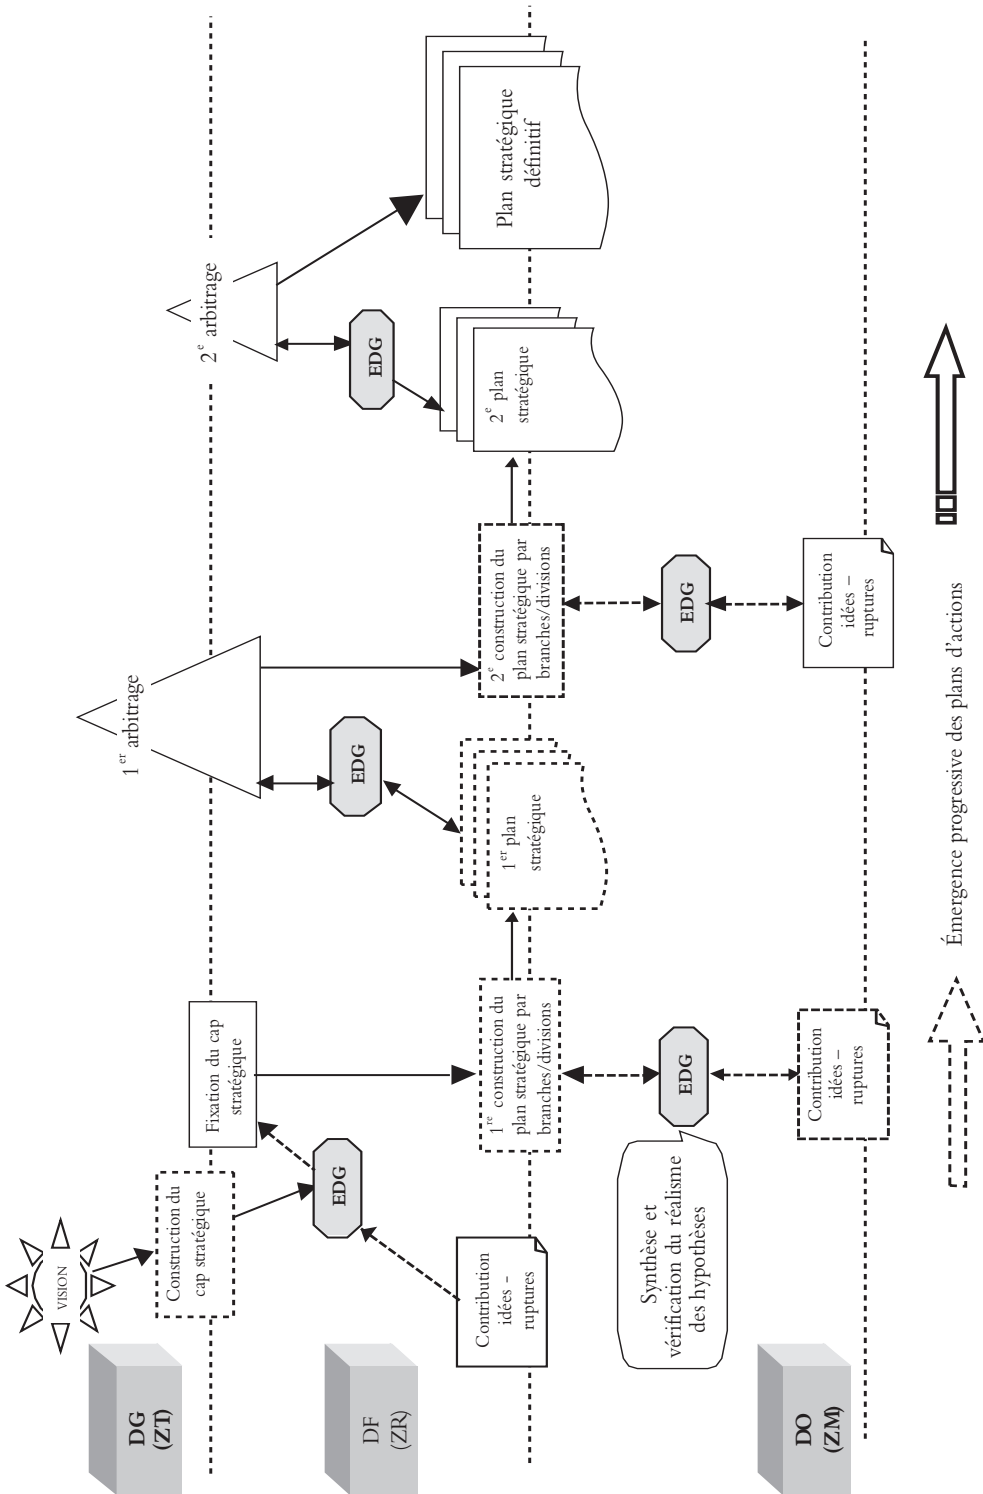 VISION
Construction du
cap stratégique
Fixation du cap
stratégique
1er arbitrage
2e arbitrage
DG
(ZT)
EDG
EDG
EDG
DF
(ZR)
Contribution
idées –
ruptures
1re construction du
plan stratégique par
branches/divisions
1er plan
stratégique
2e construction du
plan stratégique par
branches/divisions
2e plan
stratégique
Plan stratégique
définitif
Synthèse et
vérification du réalisme
des hypothèses
EDG
EDG
DO
(ZM)
Contribution
idées –
ruptures
Contribution
idées –
ruptures
Émergence progressive des plans d'actions